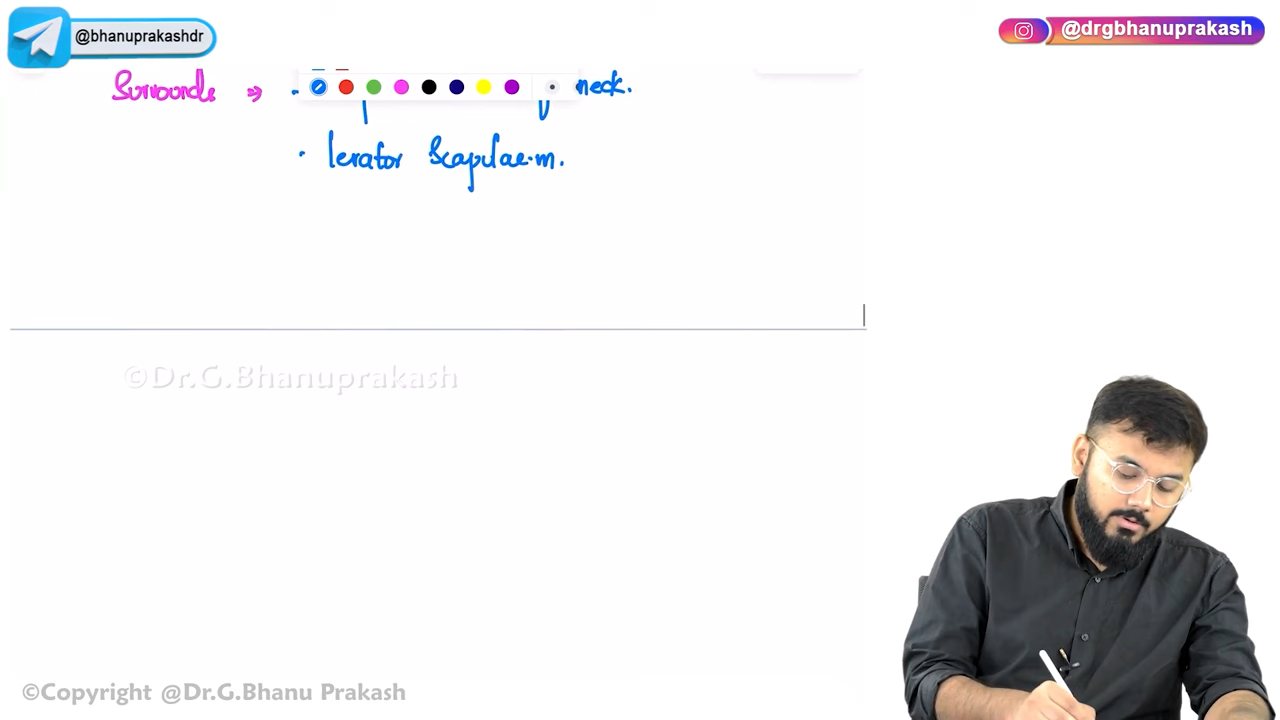 @bhanuprakashdr
@drgbhanuprakash
Surrounds ⇒ · neck.
· levator Scapulae.m.
©Dr.G.Bhanuprakash
©Copyright @Dr.G.Bhanu Prakash